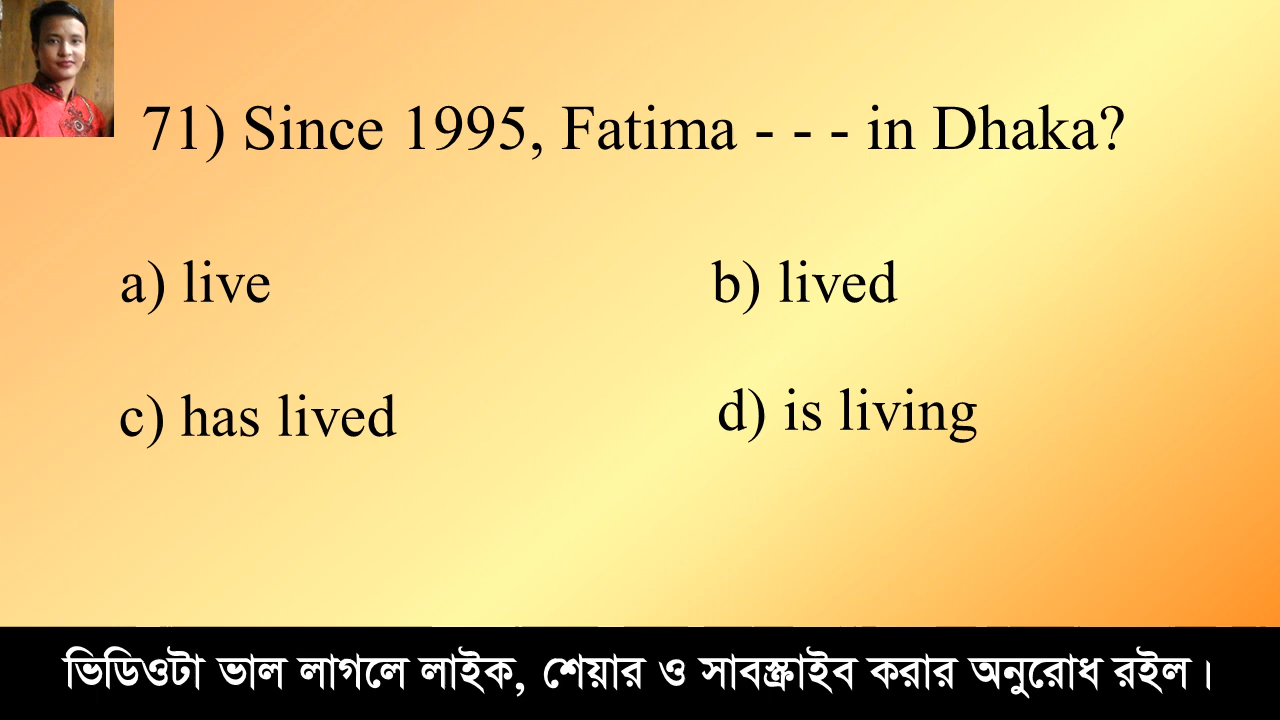 71) Since 1995, Fatima - - - in Dhaka?
a) live
b) lived
c) has lived
d) is living
ভিডিওটা ভাল লাগলে লাইক, শেয়ার ও সাবস্ক্রাইব করার অনুরোধ রইল।